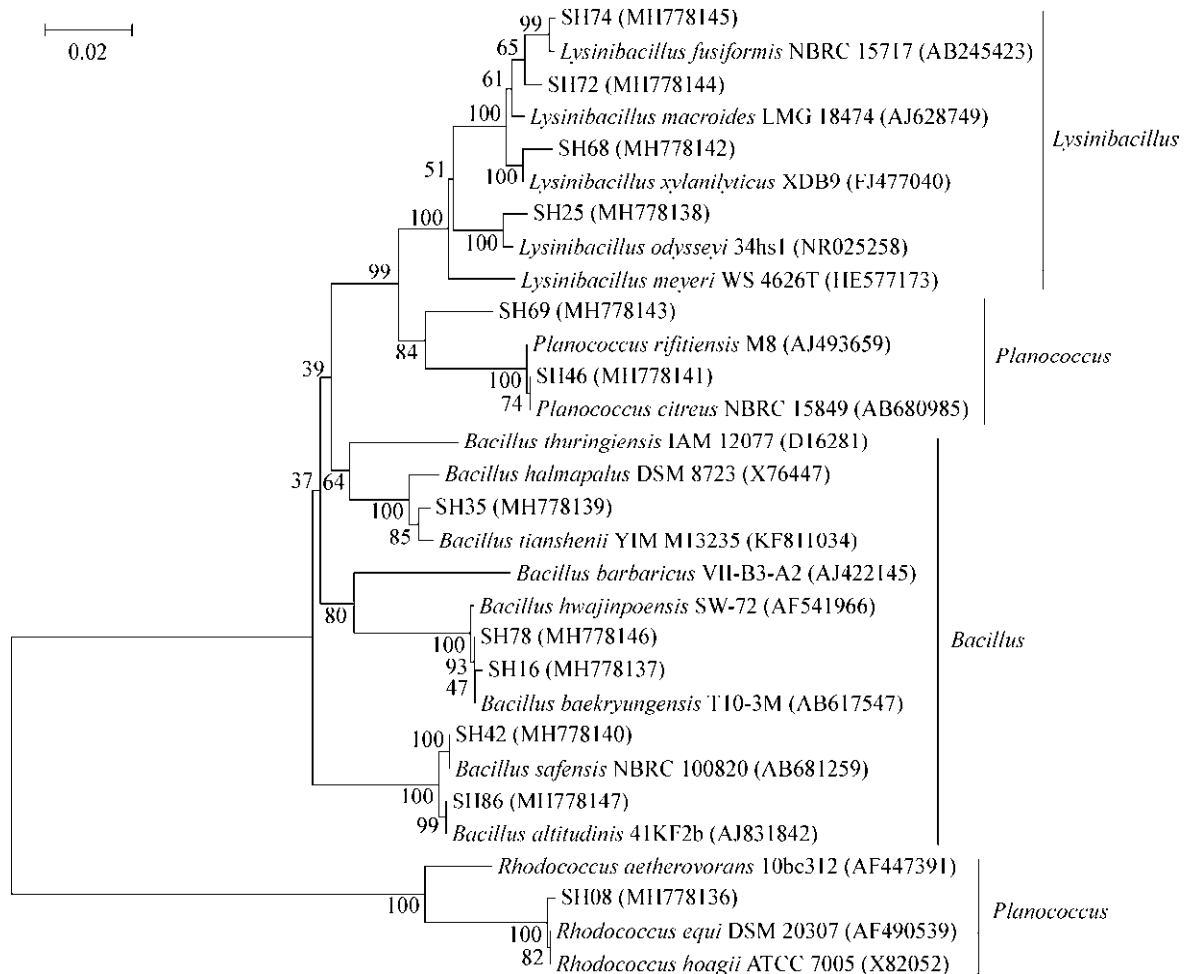 0.02
99
SH74 (MH778145)
65
Lysinibacillus fusiformis NBRC 15717 (AB245423)
61
SH72 (MH778144)
100
Lysinibacillus macroides LMG 18474 (AJ628749)
Lysinibacillus
SH68 (MH778142)
51
100
Lysinibacillus xylanilyticus XDB9 (FJ477040)
100
SH25 (MH778138)
100
Lysinibacillus odysseyi 34hs1 (NR025258)
99
Lysinibacillus meyeri WS 4626T (HE577173)
SH69 (MH778143)
84
Planococcus rifitiensis M8 (AJ493659)
Planococcus
39
100
SH46 (MH778141)
74
Planococcus citreus NBRC 15849 (AB680985)
Bacillus thuringiensis IAM 12077 (D16281)
37
64
Bacillus halmapalus DSM 8723 (X76447)
100
SH35 (MH778139)
85
Bacillus tianshenii YIM M13235 (KF811034)
Bacillus barbaricus VII-B3-A2 (AJ422145)
80
Bacillus hwajinpoensis SW-72 (AF541966)
100
SH78 (MH778146)
Bacillus
93
SH16 (MH778137)
47
Bacillus baekryungensis T10-3M (AB617547)
100
SH42 (MH778140)
Bacillus safensis NBRC 100820 (AB681259)
100
SH86 (MH778147)
99
Bacillus altitudinis 41KF2b (AJ831842)
Rhodococcus aetherovorans 10bc312 (AF447391)
100
SH08 (MH778136)
Planococcus
100
Rhodococcus equi DSM 20307 (AF490539)
82
Rhodococcus hoagii ATCC 7005 (X82052)